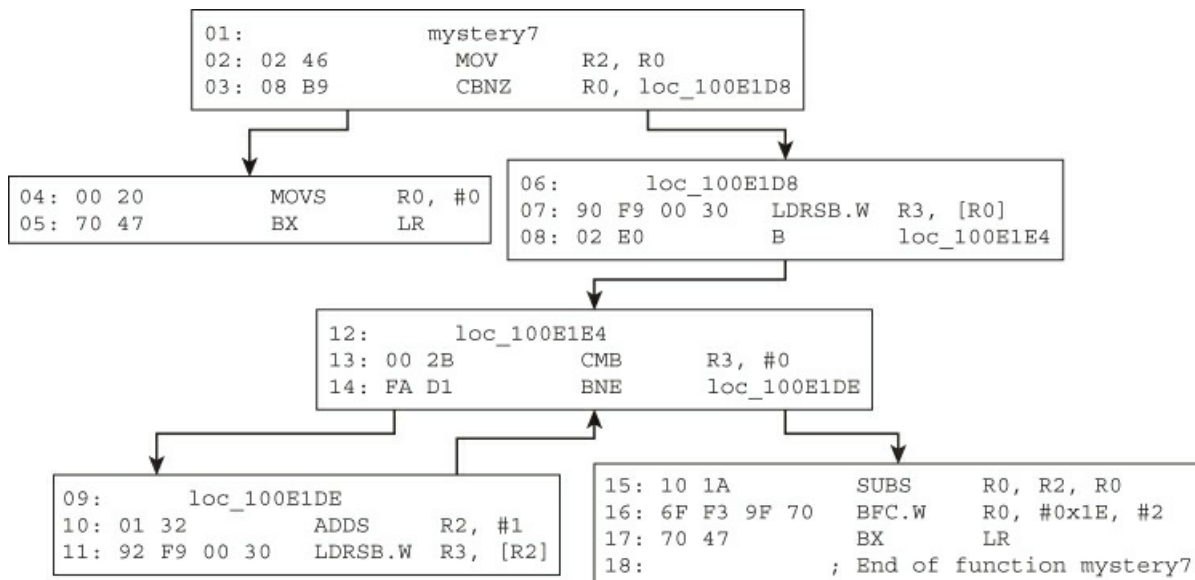 01: mystery7
02: 02 46 MOV R2, R0
03: 08 B9 CBNZ R0, loc_100E1D8
04: 00 20 MOVS R0, #0
05: 70 47 BX LR
06: loc_100E1D8
07: 90 F9 00 30 LDRSB.W R3, [R0]
08: 02 E0 B loc_100E1E4
12: loc_100E1E4
13: 00 2B CMB R3, #0
14: FA D1 BNE loc_100E1DE
09: loc_100E1DE
10: 01 32 ADDS R2, #1
11: 92 F9 00 30 LDRSB.W R3, [R2]
15: 10 1A SUBS R0, R2, R0
16: 6F F3 9F 70 BFC.W R0, #0x1E, #2
17: 70 47 BX LR
18: ; End of function mystery7